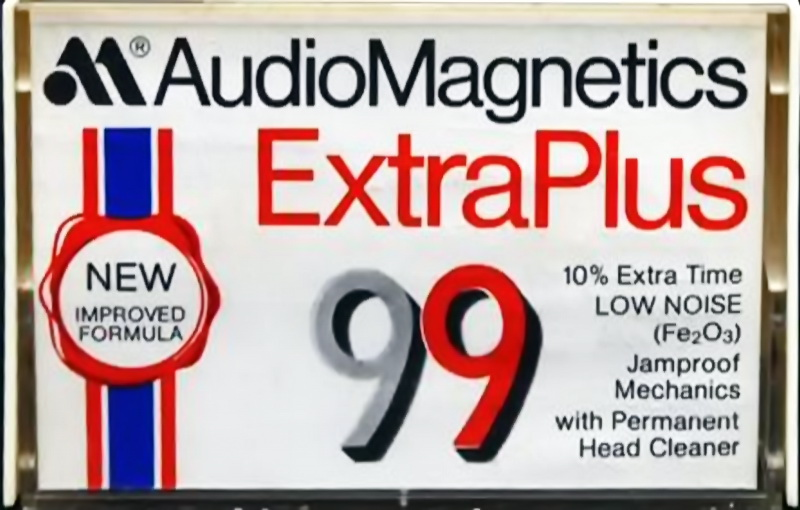 ® AudioMagnetics
ExtraPlus
NEW
IMPROVED
FORMULA
99
10% Extra Time
LOW NOISE
(Fe₂O₃)
Jamproof
Mechanics
with Permanent
Head Cleaner